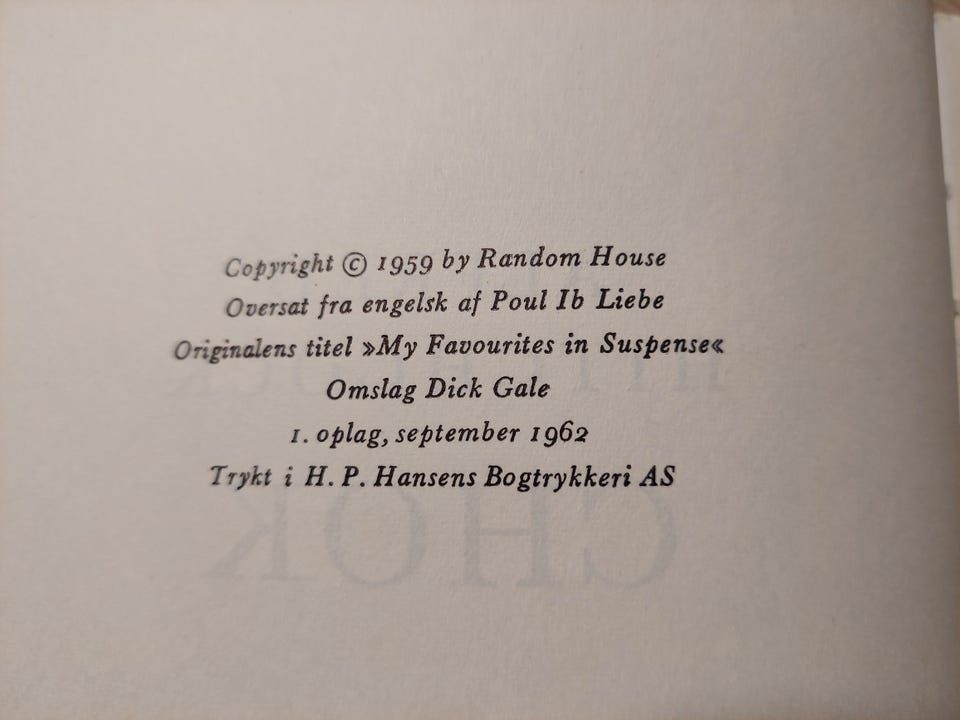 Copyright © 1959 by Random House
Oversat fra engelsk af Poul Ib Liebe
Originalens titel »My Favourites in Suspense«
Omslag Dick Gale
1. oplag, september 1962
Trykt i H. P. Hansens Bogtrykkeri AS
CHOK